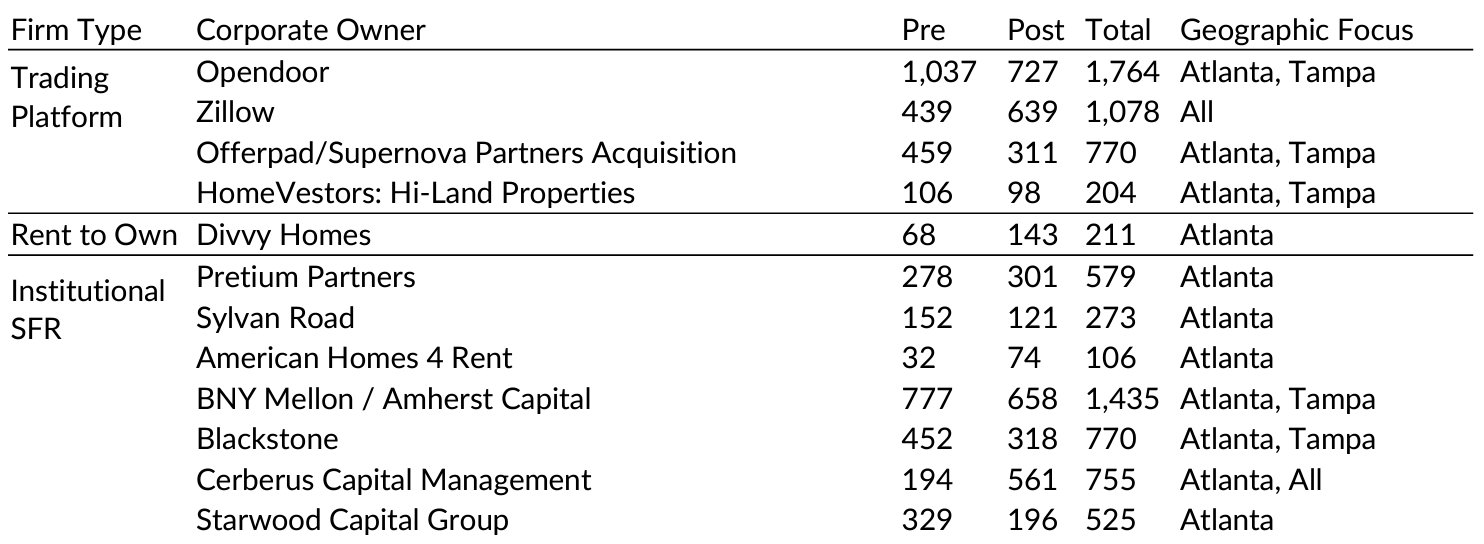 Firm Type Corporate Owner Pre Post Total Geographic Focus
Trading Opendoor 1,037 727 1,764 Atlanta, Tampa
Platform Zillow 439 639 1,078 All
Offerpad/Supernova Partners Acquisition 459 311 770 Atlanta, Tampa
HomeVestors: Hi-Land Properties 106 98 204 Atlanta, Tampa
Rent to Own Divvy Homes 68 143 211 Atlanta
Institutional Pretium Partners 278 301 579 Atlanta
SFR Sylvan Road 152 121 273 Atlanta
American Homes 4 Rent 32 74 106 Atlanta
BNY Mellon / Amherst Capital 777 658 1,435 Atlanta, Tampa
Blackstone 452 318 770 Atlanta, Tampa
Cerberus Capital Management 194 561 755 Atlanta, All
Starwood Capital Group 329 196 525 Atlanta